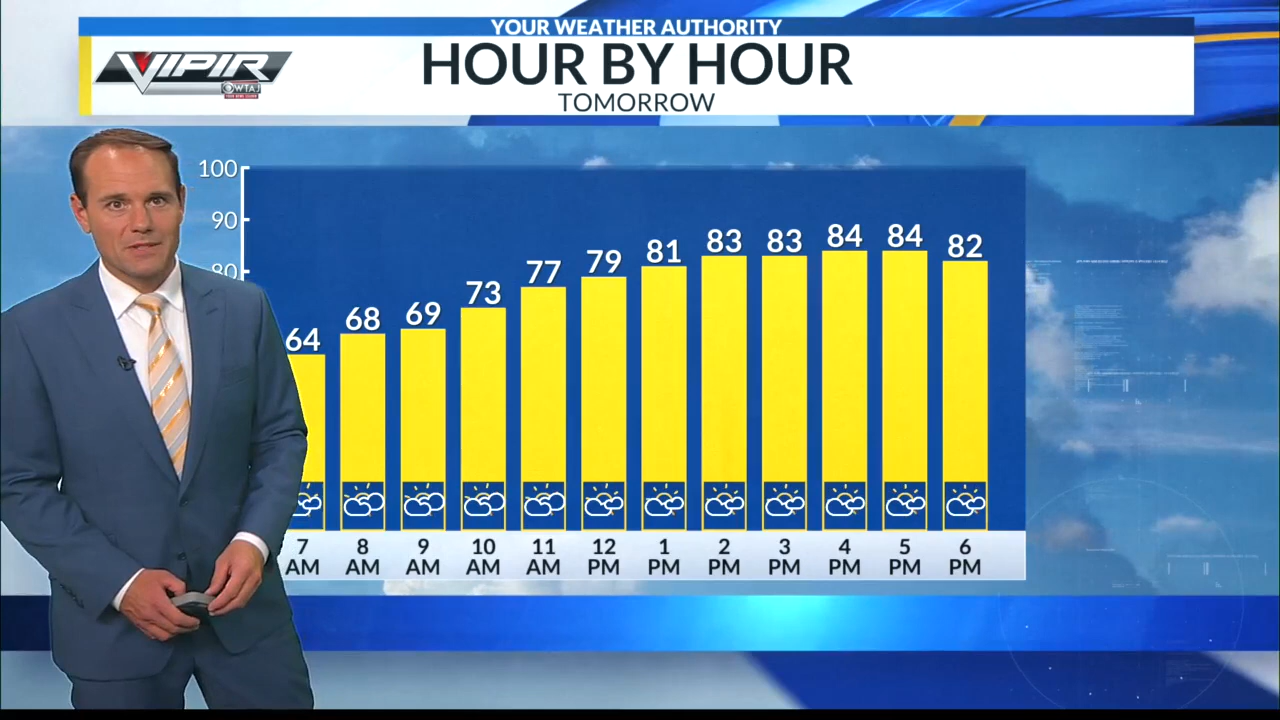 YOUR WEATHER AUTHORITY
HOUR BY HOUR
TOMORROW
VIPIR
WTAJ
100
90
80
64 68 69 73 77 79 81 83 83 84 84 82
7 8 9 10 11 12 1 2 3 4 5 6
AM AM AM AM AM PM PM PM PM PM PM PM